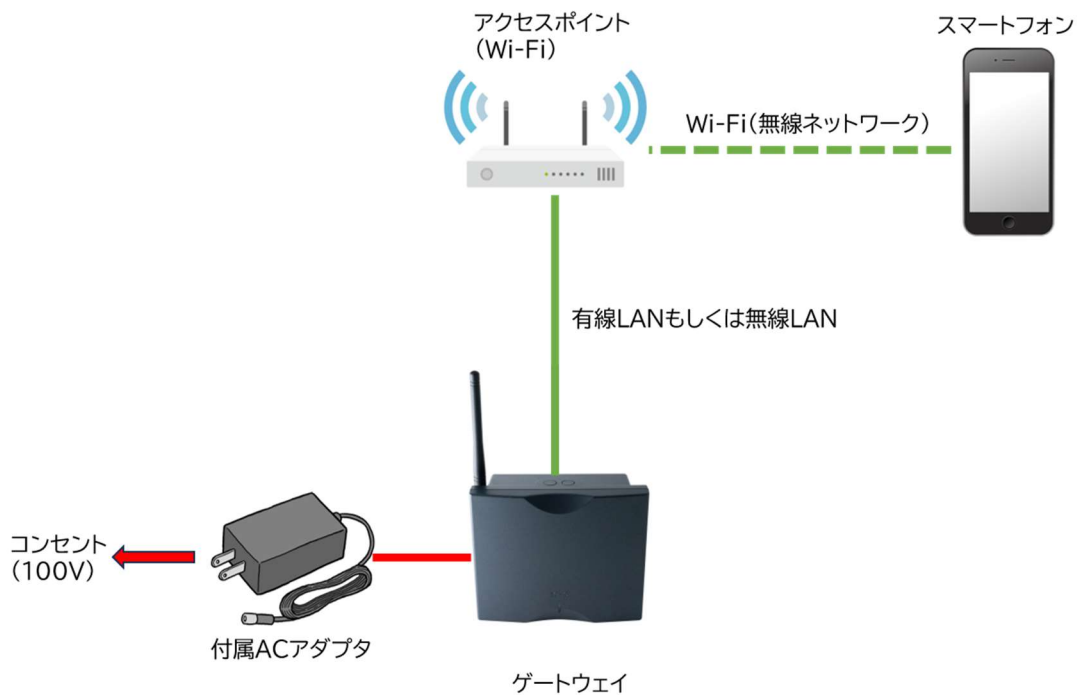 アクセスポイント
(Wi-Fi)
スマートフォン
Wi-Fi(無線ネットワーク)
有線LANもしくは無線LAN
コンセント
(100V)
付属ACアダプタ
ゲートウェイ